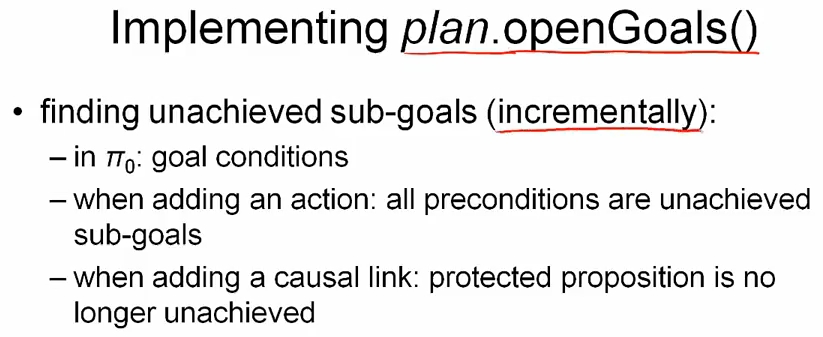 Implementing plan.openGoals()
• finding unachieved sub-goals (incrementally):
– in π₀: goal conditions
– when adding an action: all preconditions are unachieved
sub-goals
– when adding a causal link: protected proposition is no
longer unachieved